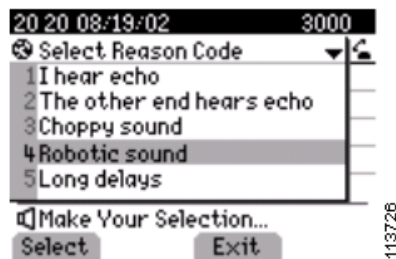 20 20 08/19/02 3000
Select Reason Code
1 I hear echo
2 The other end hears echo
3 Choppy sound
4 Robotic sound
5 Long delays
Make Your Selection...
Select Exit
113726